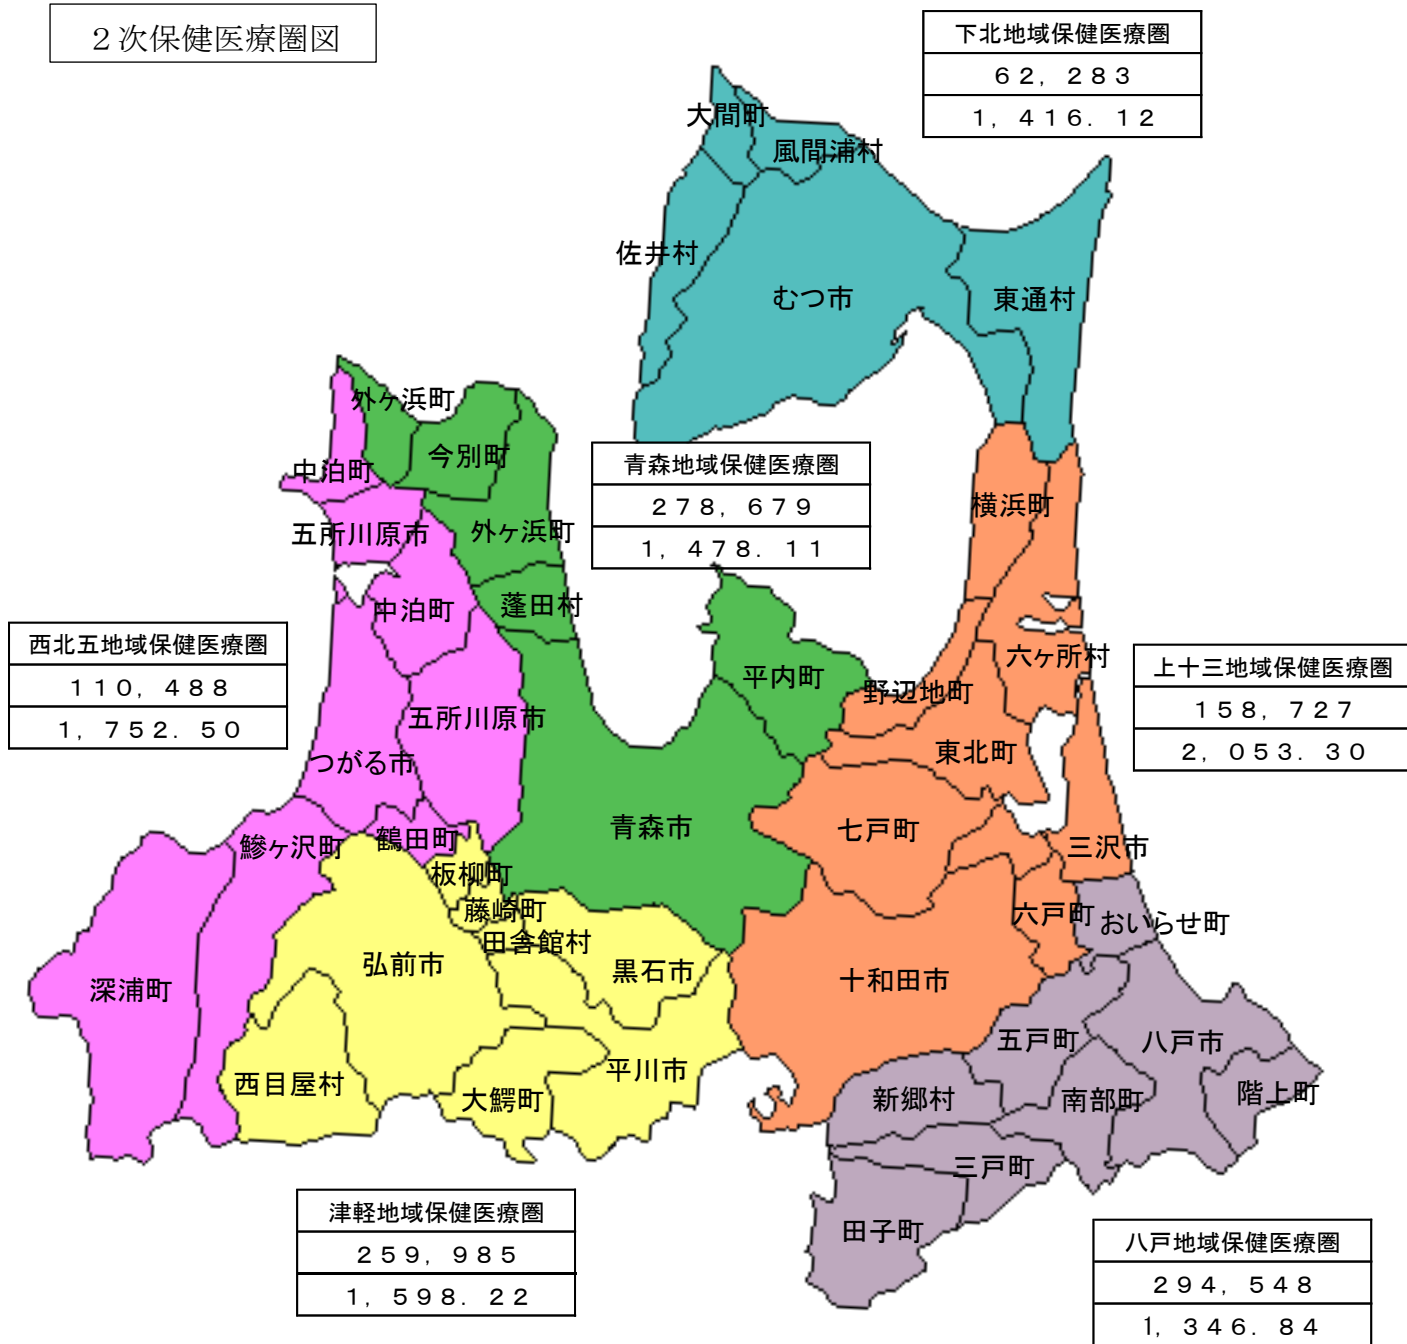 ２次保健医療圏図
下北地域保健医療圏
６２，２８３
１，４１６．１２
大間町
風間浦村
佐井村
むつ市
東通村
外ヶ浜町
今別町
中泊町
青森地域保健医療圏
２７８，６７９
１，４７８．１１
横浜町
五所川原市
外ヶ浜町
中泊町
蓬田村
西北五地域保健医療圏
１１０，４８８
１，７５２．５０
六ヶ所村
上十三地域保健医療圏
１５８，７２７
２，０５３．３０
平内町
野辺地町
五所川原市
東北町
つがる市
青森市
七戸町
鰺ヶ沢町
鶴田町
三沢市
板柳町
藤崎町
六戸町
おいらせ町
田舎館村
弘前市
黒石市
十和田市
深浦町
五戸町
八戸市
西目屋村
平川市
大鰐町
新郷村
南部町
階上町
三戸町
田子町
津軽地域保健医療圏
２５９，９８５
１，５９８．２２
八戸地域保健医療圏
２９４，５４８
１，３４６．８４